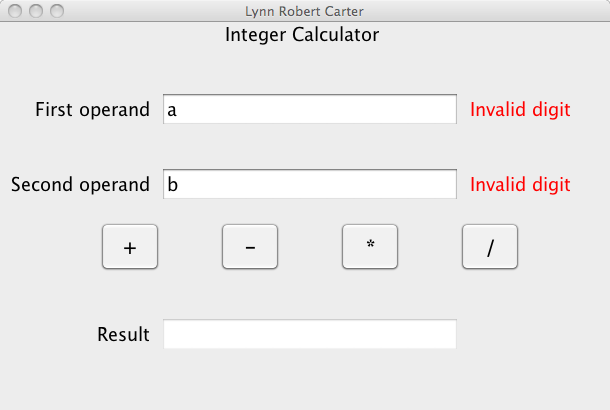 Lynn Robert Carter
Integer Calculator
First operand a Invalid digit
Second operand b Invalid digit
+ - * /
Result